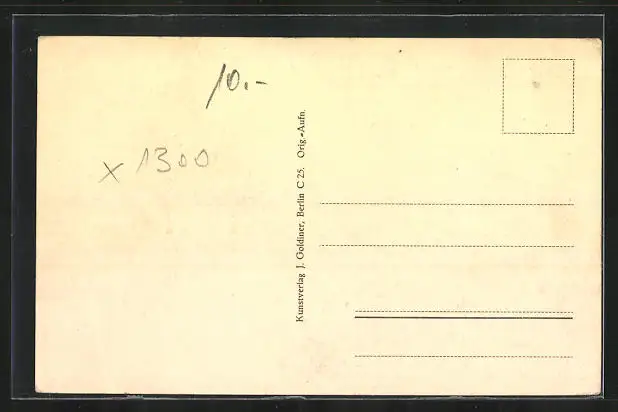 10.-
x 1300
Kunstverlag J. Goldiner, Berlin C 25. Orig.-Aufn.